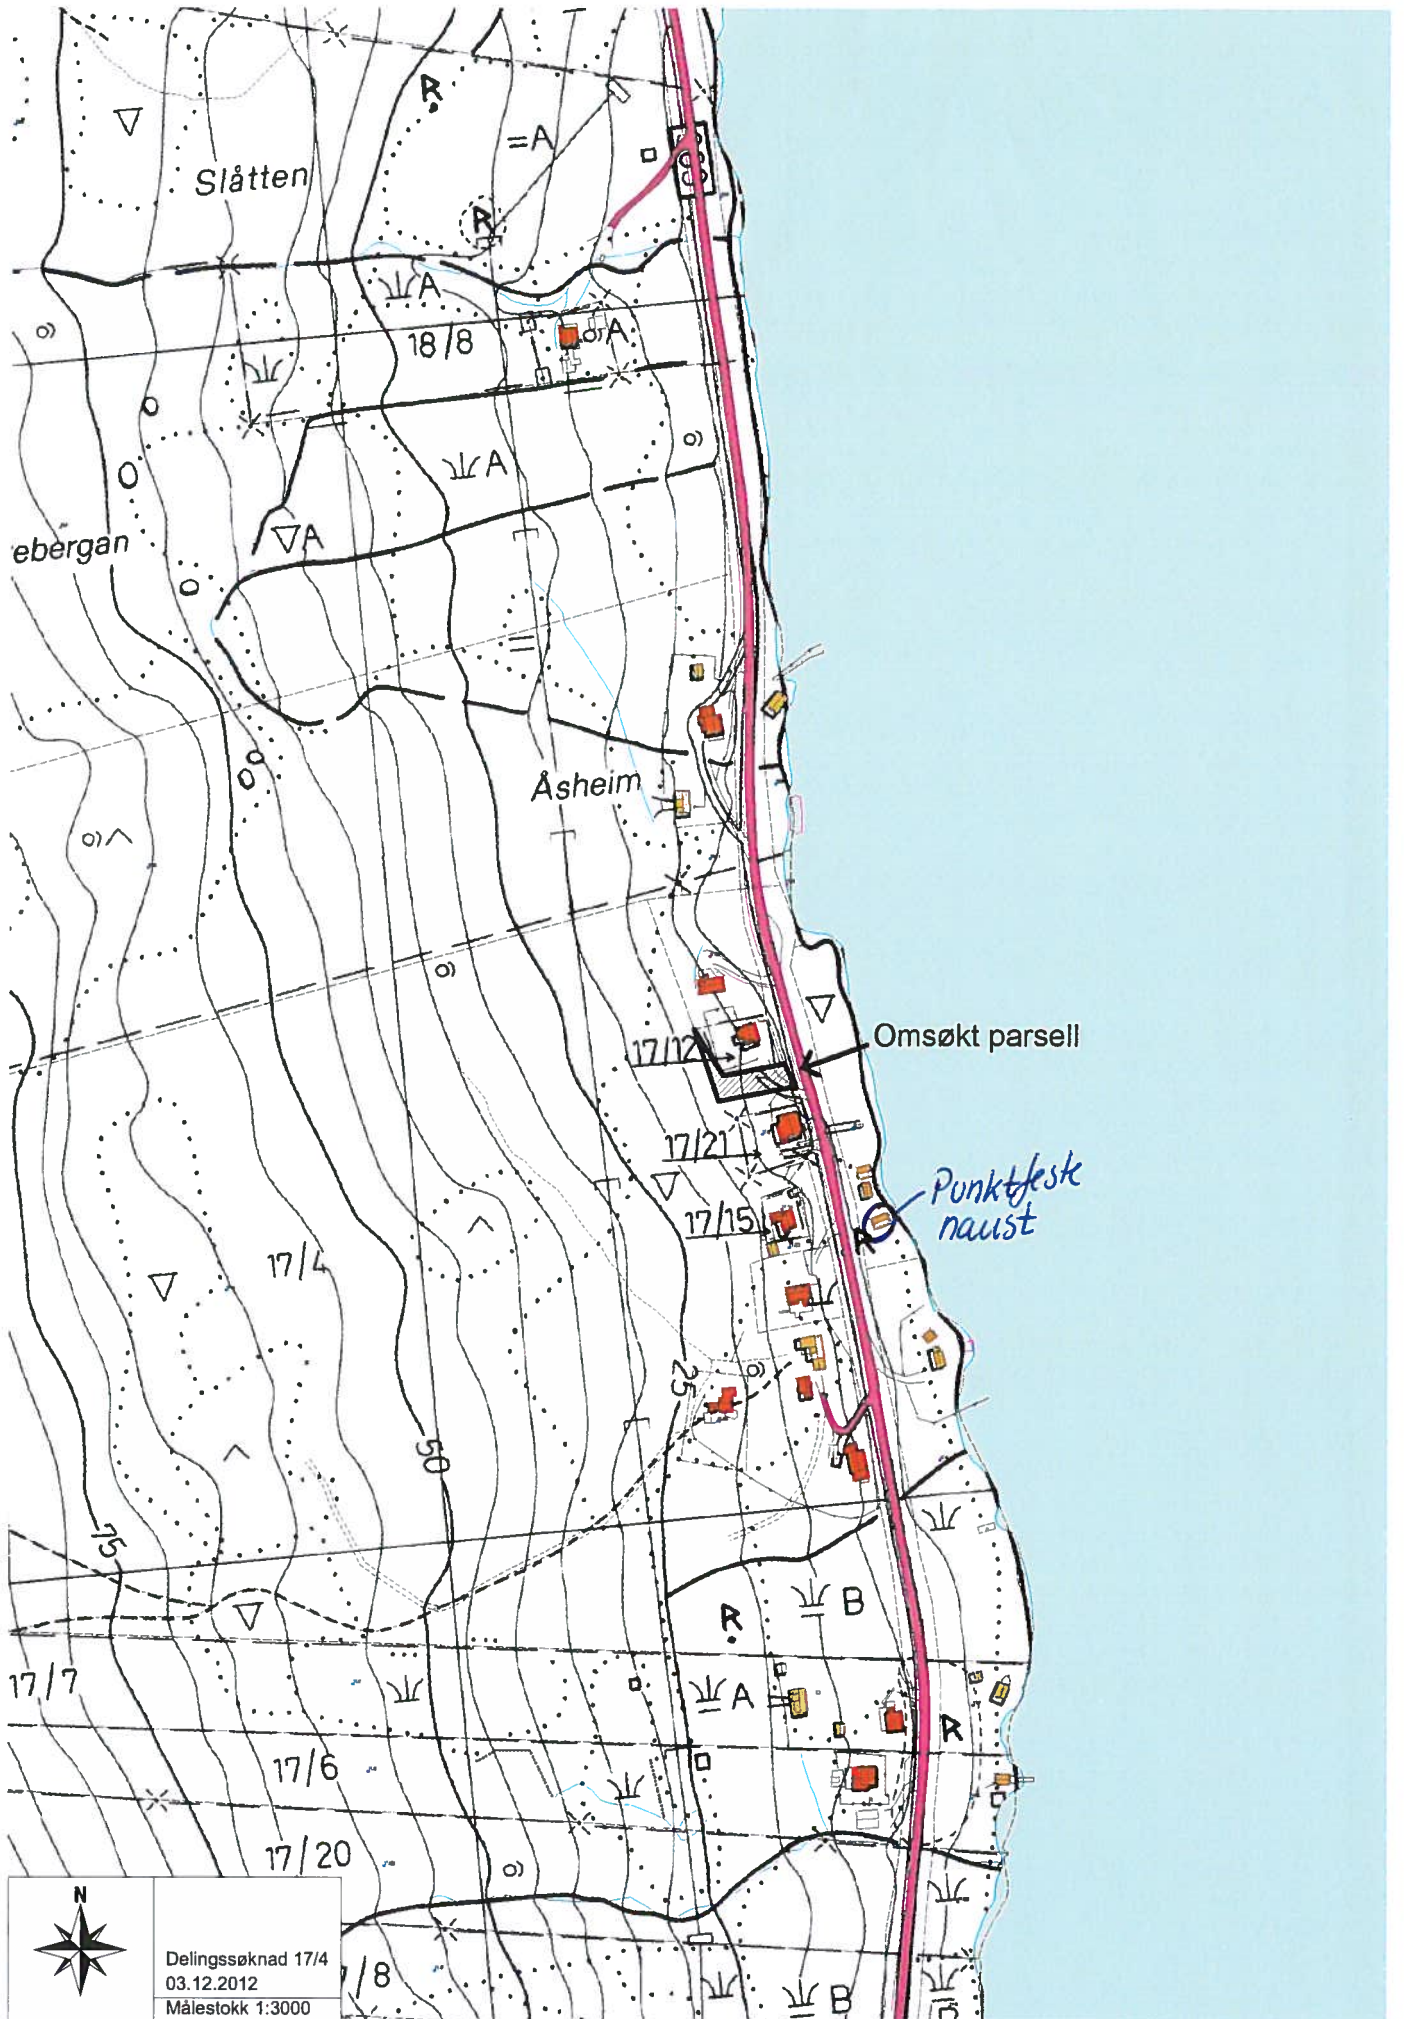 R
=A
Slåtten
R
A
18/8
A
A
ebergan
A
Åsheim
Omsøkt parsell
17/12
17/21
Punktfeste
naust
17/15
R
17/4
25
50
75
B
R
17/7
A
R
17/6
17/20
N
Delingssøknad 17/4
03.12.2012
Målestokk 1:3000
/8
B